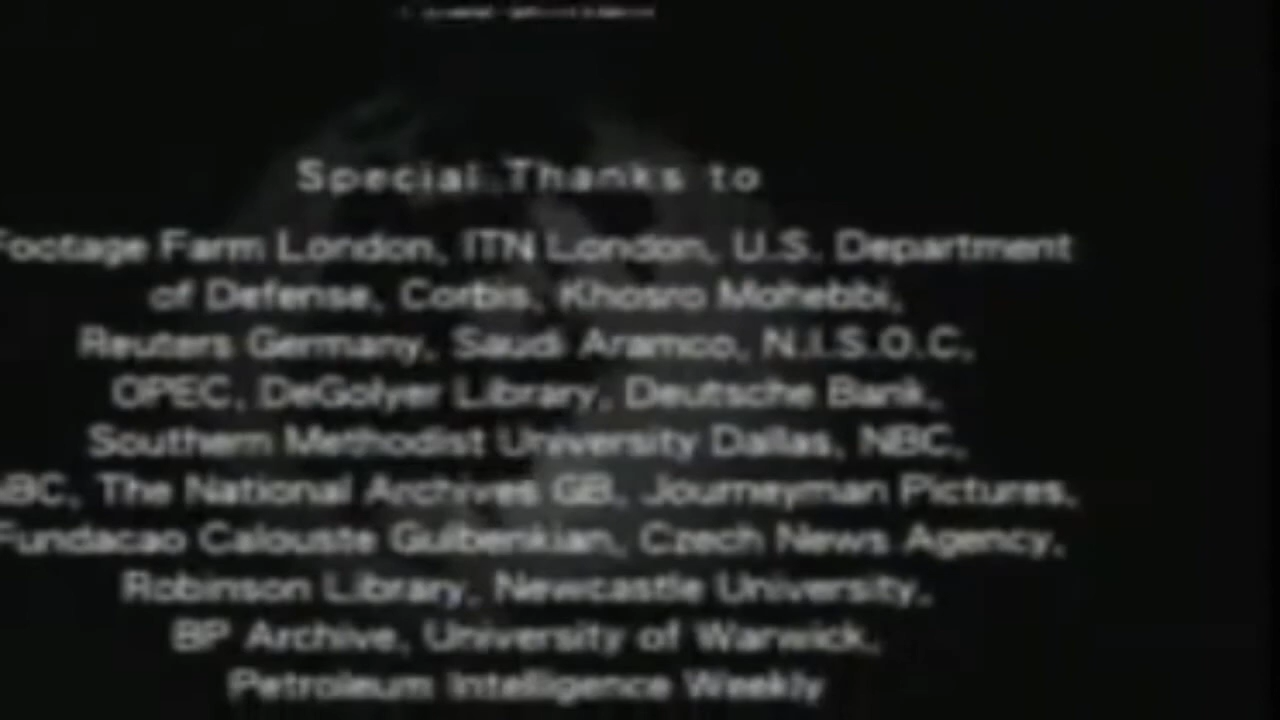 Special Thanks to
Footage Farm London, ITN London, U.S. Department
of Defense, Corbis, Khosro Mohebbi,
Reuters Germany, Saudi Aramco, N.I.S.O.C,
OPEC, DeGolyer Library, Deutsche Bank,
Southern Methodist University Dallas, NBC,
The National Archives GB, Journeyman Pictures,
Fundacao Calouste Gulbenkian, Czech News Agency,
Robinson Library, Newcastle University,
BP Archive, University of Warwick,
Petroleum Intelligence Weekly